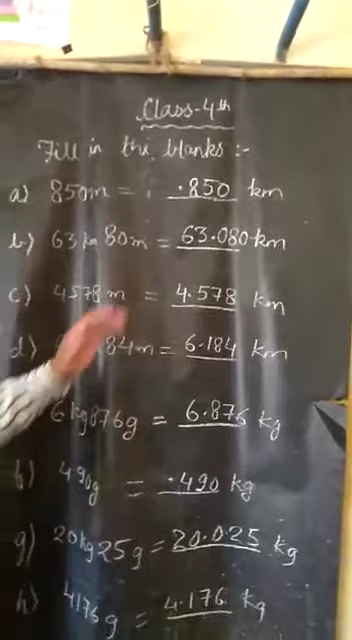 Class-4th
Fill in the blanks :-
a) 850m = .850 km
b) 63km 80m = 63.080 km
c) 4578m = 4.578 km
d) 84m = 6.184 km
6kg876g = 6.876 kg
f) 490g = .490 kg
g) 20kg25g = 20.025 kg
h) 4176g = 4.176 kg